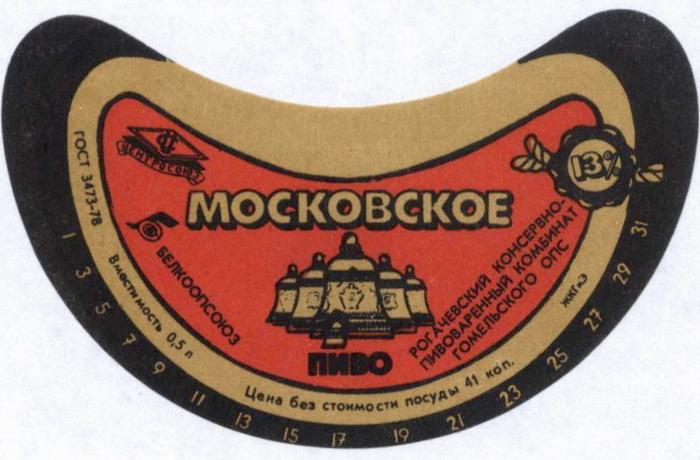 ЦЕНТРОСОЮЗ
13%
МОСКОВСКОЕ
БЕЛКООПСОЮЗ
РОГАЧЕВСКИЙ КОНСЕРВНО-
ПИВОВАРЕННЫЙ КОМБИНАТ
ГОМЕЛЬСКОГО ОПС
ПИВО
ГОСТ 3473-78
Вместимость 0,5 л
Цена без стоимости посуды 41 коп.
1 3 5 7 9 11 13 15 17 19 21 23 25 27 29 31